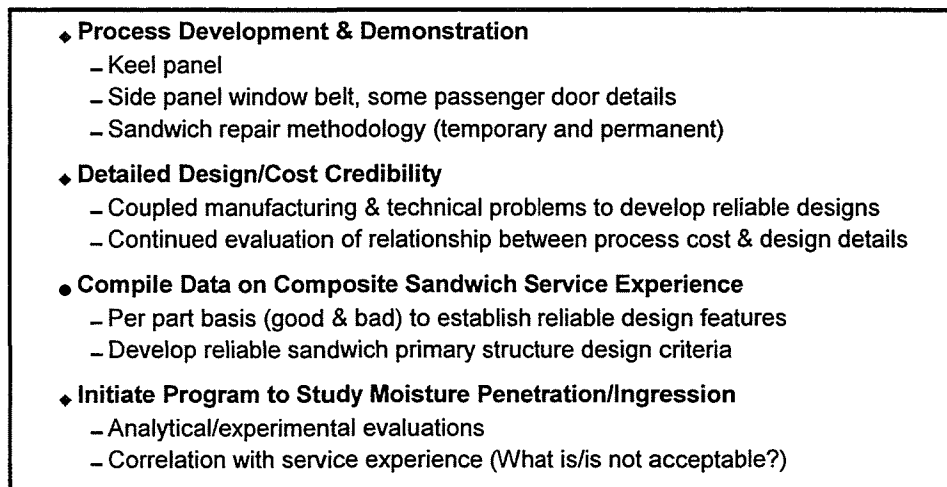 ◆ Process Development & Demonstration
– Keel panel
– Side panel window belt, some passenger door details
– Sandwich repair methodology (temporary and permanent)
◆ Detailed Design/Cost Credibility
– Coupled manufacturing & technical problems to develop reliable designs
– Continued evaluation of relationship between process cost & design details
● Compile Data on Composite Sandwich Service Experience
– Per part basis (good & bad) to establish reliable design features
– Develop reliable sandwich primary structure design criteria
◆ Initiate Program to Study Moisture Penetration/Ingression
– Analytical/experimental evaluations
– Correlation with service experience (What is/is not acceptable?)